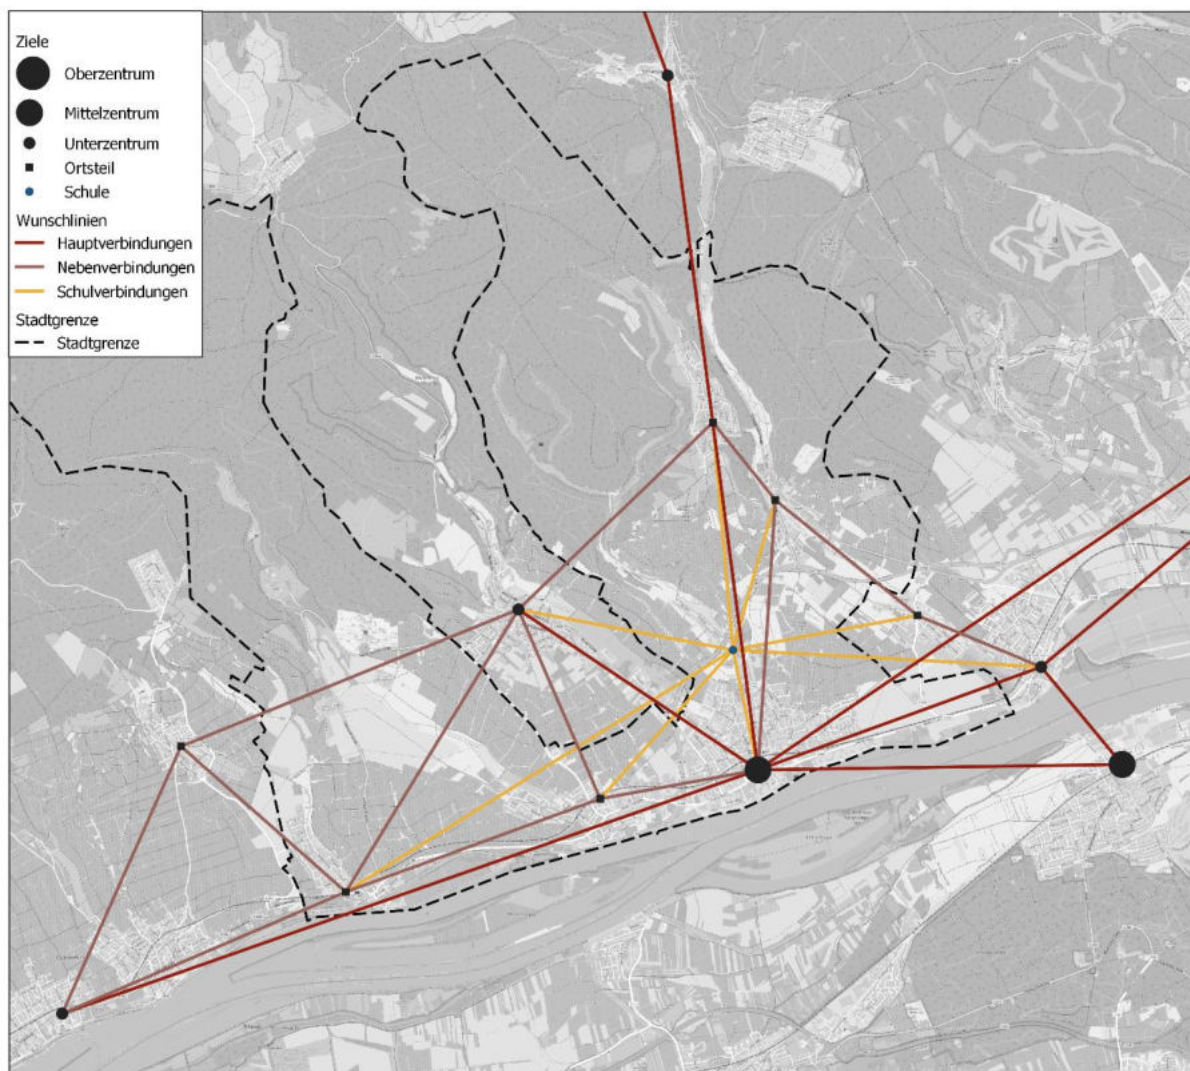 Ziele
Oberzentrum
Mittelzentrum
Unterzentrum
Ortsteil
Schule
Wunschlinien
Hauptverbindungen
Nebenverbindungen
Schulverbindungen
Stadtgrenze
Stadtgrenze